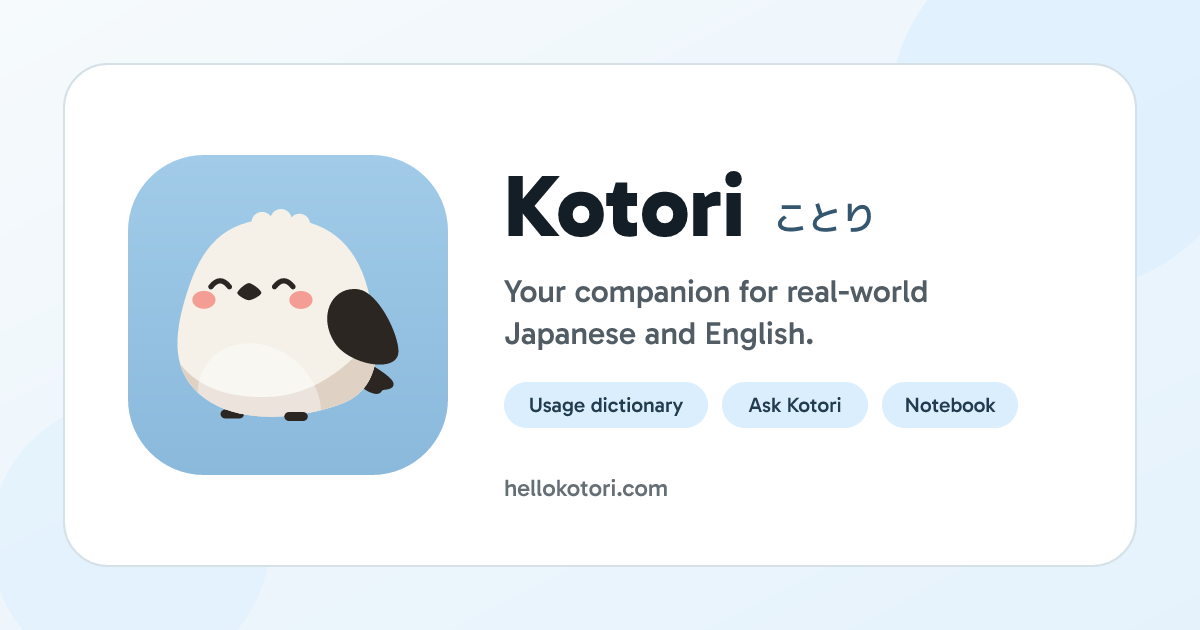 Kotori ことり
Your companion for real-world
Japanese and English.
Usage dictionary Ask Kotori Notebook
hellokotori.com